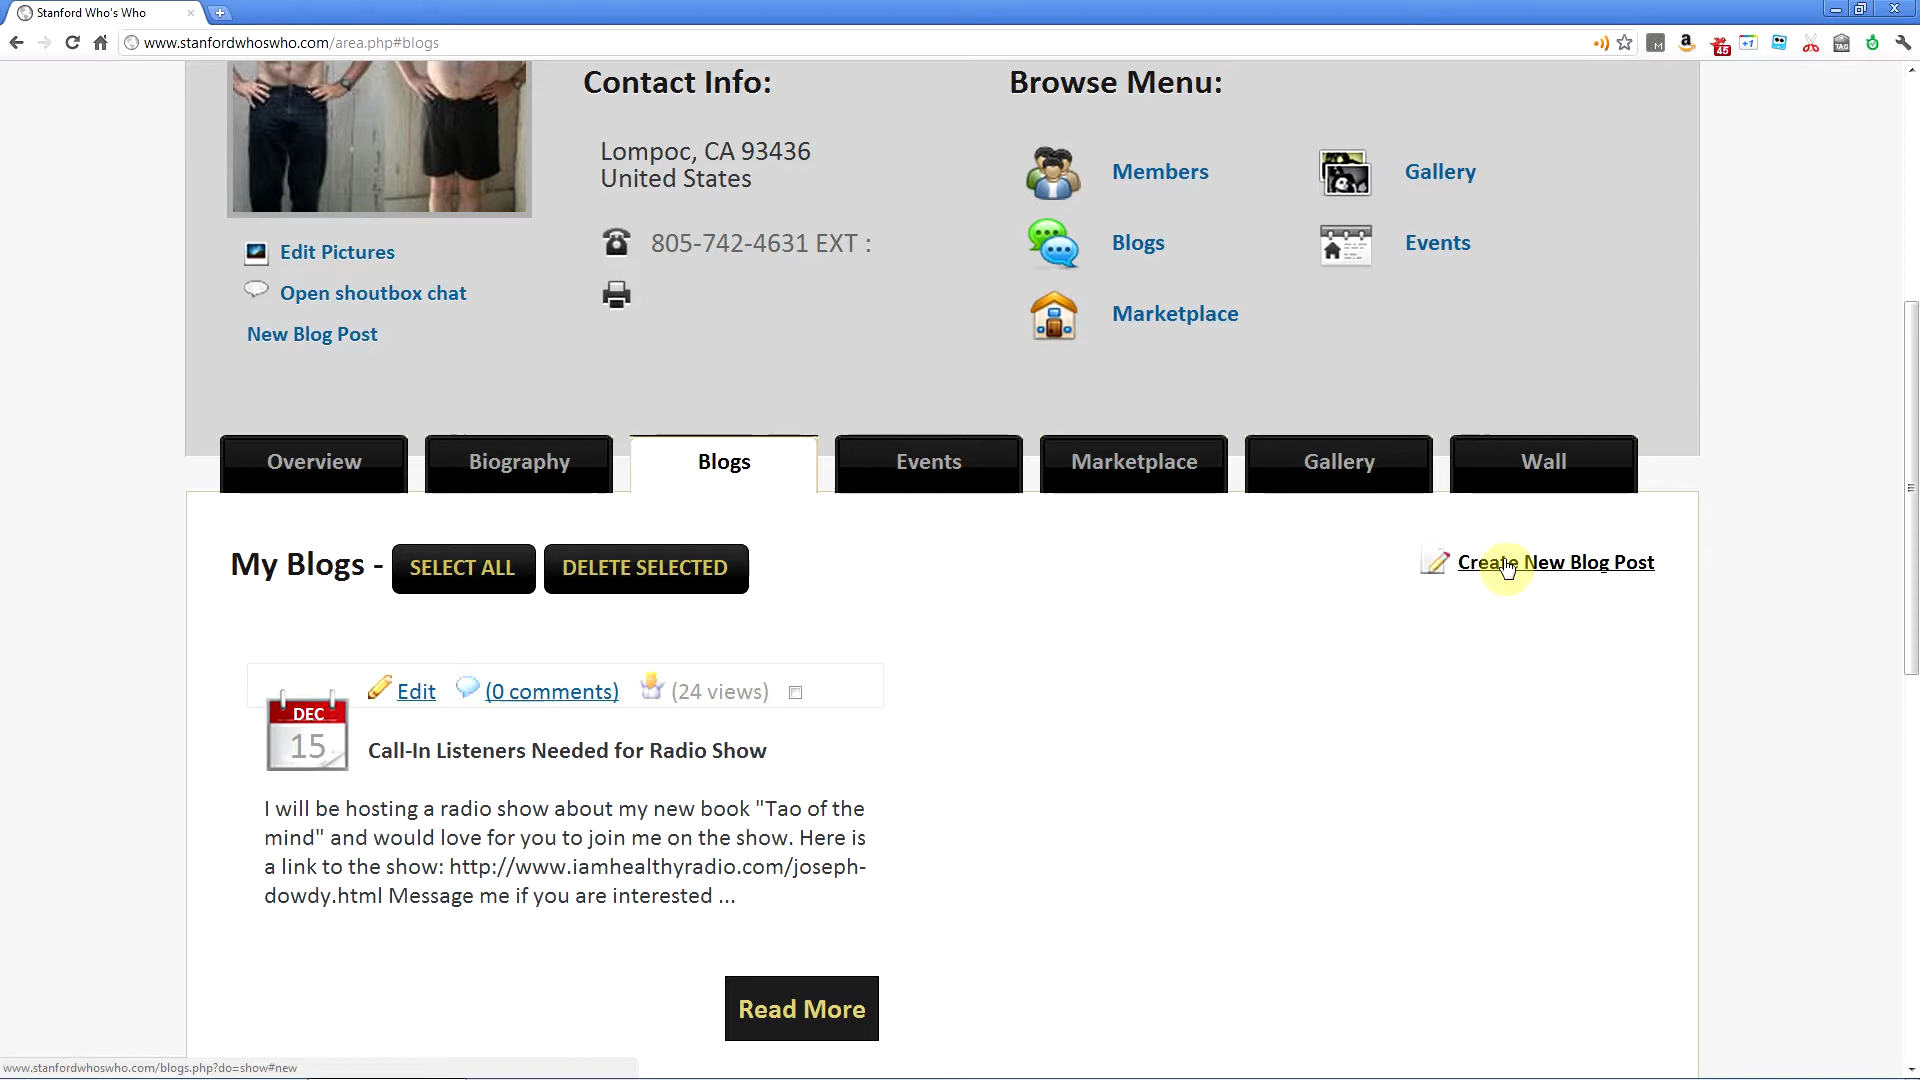 Stanford Who's Who
www.stanfordwhoswho.com/area.php#blogs
M
a
45
+1
TAG
Contact Info:
Browse Menu:
Lompoc, CA 93436
United States
805-742-4631 EXT :
Members
Gallery
Blogs
Events
Marketplace
Edit Pictures
Open shoutbox chat
New Blog Post
Overview
Biography
Blogs
Events
Marketplace
Gallery
Wall
My Blogs -
SELECT ALL
DELETE SELECTED
Create New Blog Post
Edit
(0 comments)
(24 views)
DEC
15
Call-In Listeners Needed for Radio Show
I will be hosting a radio show about my new book "Tao of the
mind" and would love for you to join me on the show. Here is
a link to the show: http://www.iamhealthyradio.com/joseph-
dowdy.html Message me if you are interested ...
Read More
www.stanfordwhoswho.com/blogs.php?do=show#new